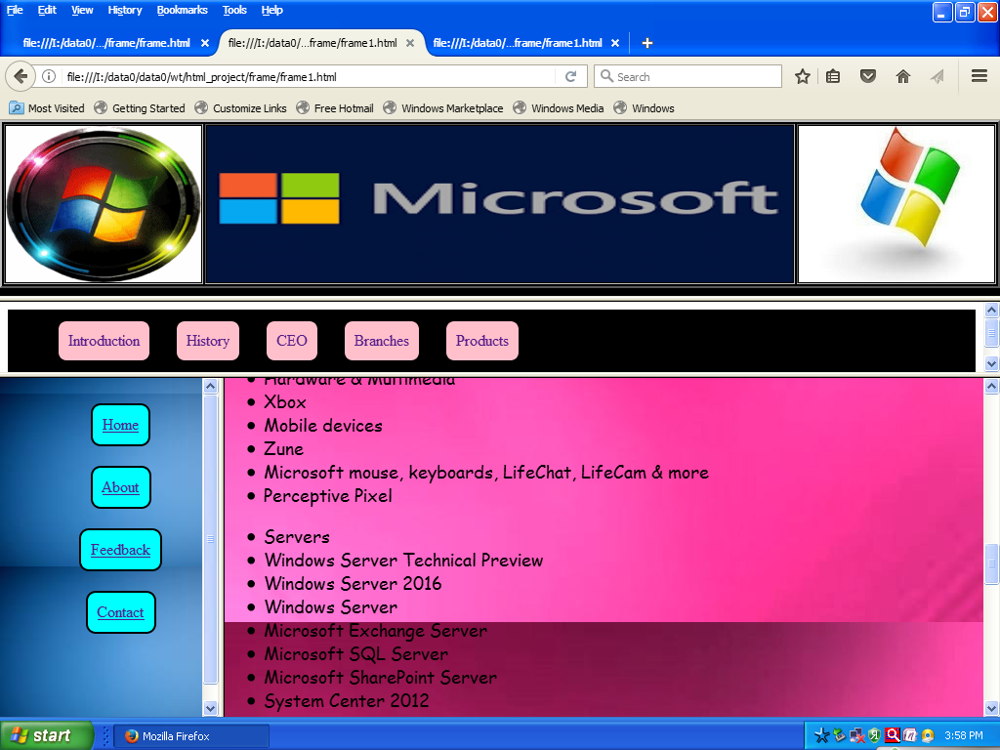 File Edit View History Bookmarks Tools Help
file:///I:/data0/.../frame/frame.html × file:///I:/data0/...frame/frame1.html × file:///I:/data0/...frame/frame1.html × +
file:///I:/data0/data0/wt/html_project/frame/frame1.html Search
Most Visited Getting Started Customize Links Free Hotmail Windows Marketplace Windows Media Windows
Microsoft
Introduction History CEO Branches Products
Home
About
Feedback
Contact
• Hardware & Multimedia
• Xbox
• Mobile devices
• Zune
• Microsoft mouse, keyboards, LifeChat, LifeCam & more
• Perceptive Pixel
• Servers
• Windows Server Technical Preview
• Windows Server 2016
• Windows Server
• Microsoft Exchange Server
• Microsoft SQL Server
• Microsoft SharePoint Server
• System Center 2012
start Mozilla Firefox 3:58 PM